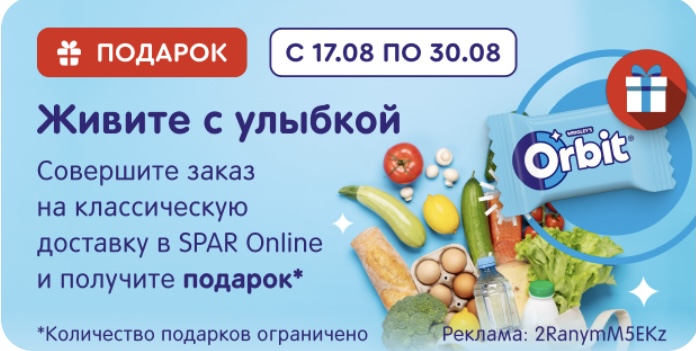 ПОДАРОК
С 17.08 ПО 30.08
Живите с улыбкой
Совершите заказ
на классическую
доставку в SPAR Online
и получите подарок*
WRIGLEY'S
Orbit®
*Количество подарков ограничено
Реклама: 2RanymM5EKz